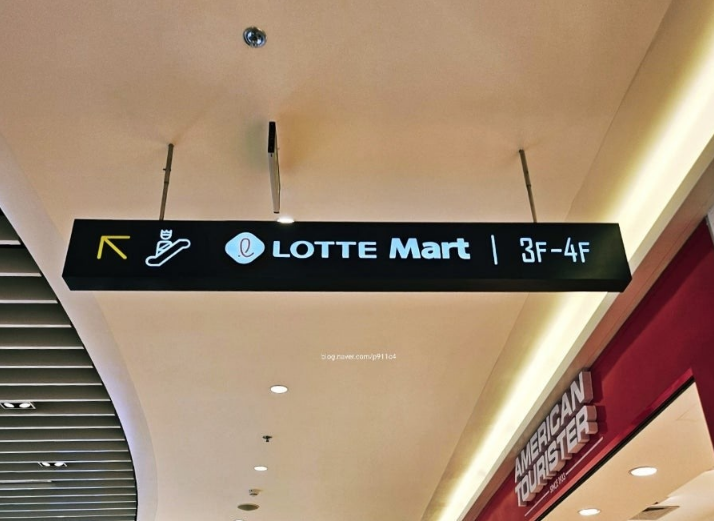 LOTTE Mart | 3F-4F
AMERICAN
TOURISTER